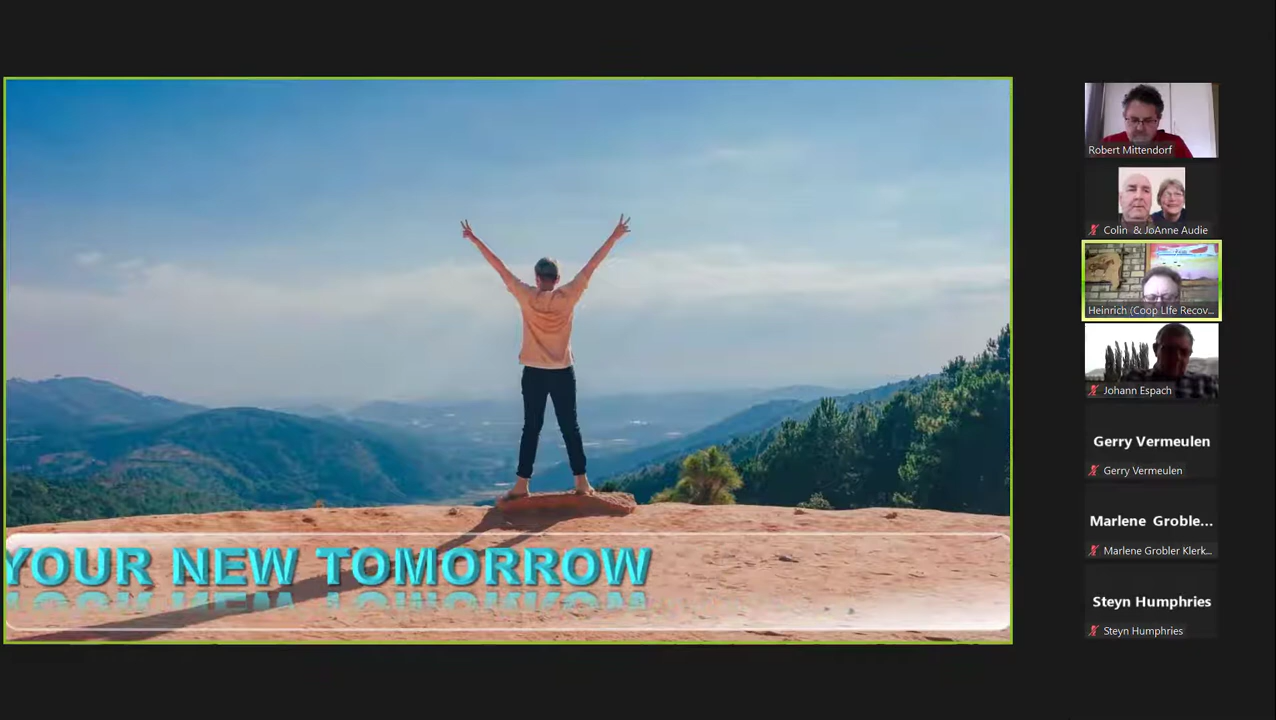 YOUR NEW TOMORROW
Robert Mittendorf
Colin & JoAnne Audie
Heinrich (Coop LIfe Recov...
Johann Espach
Gerry Vermeulen
Gerry Vermeulen
Marlene Groble...
Marlene Grobler Klerk...
Steyn Humphries
Steyn Humphries